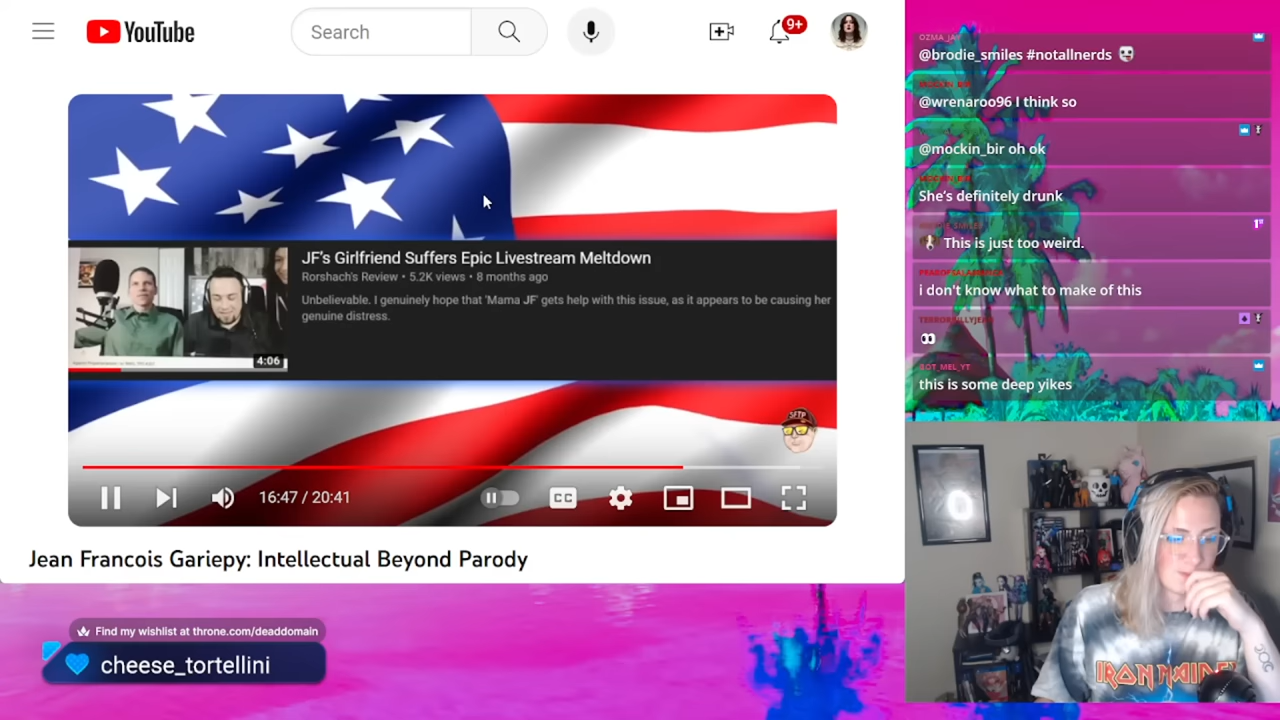 YouTube
Search
9+
JF's Girlfriend Suffers Epic Livestream Meltdown
Rorshach's Review • 5.2K views • 8 months ago
Unbelievable. I genuinely hope that 'Mama JF' gets help with this issue, as it appears to be causing her
genuine distress.
4:06
SFTP
16:47 / 20:41
CC
Jean Francois Gariepy: Intellectual Beyond Parody
Find my wishlist at throne.com/deaddomain
cheese_tortellini
@brodie_smiles #notallnerds
@wrenaroo96 I think so
@mockin_bir oh ok
She's definitely drunk
This is just too weird.
i don't know what to make of this
this is some deep yikes
IRON MAIDEN